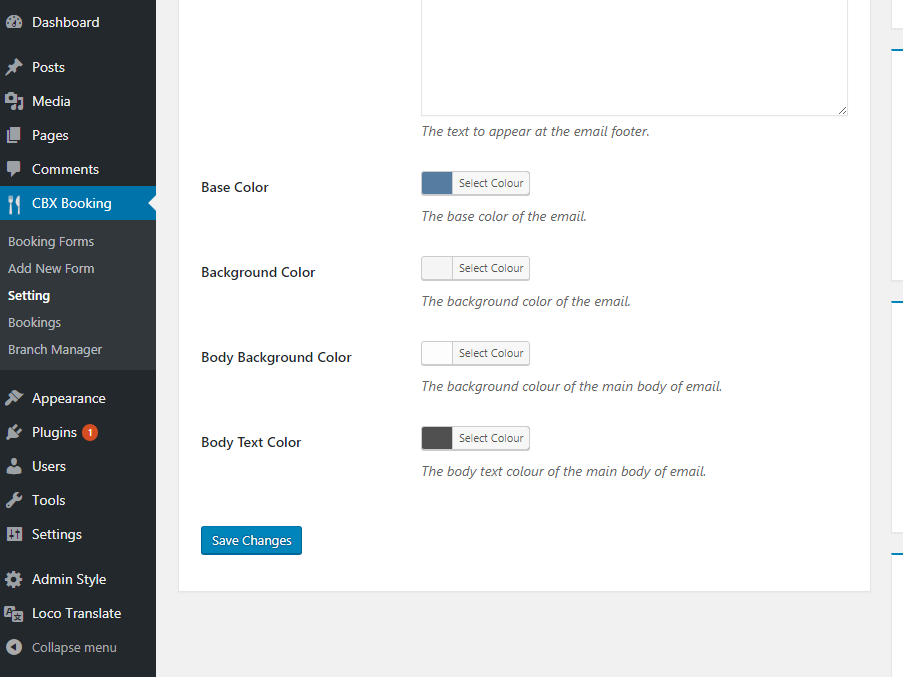 Dashboard
Posts
Media
Pages
Comments
CBX Booking
Booking Forms
Add New Form
Setting
Bookings
Branch Manager
Appearance
Plugins 1
Users
Tools
Settings
Admin Style
Loco Translate
Collapse menu
The text to appear at the email footer.
Base Color
Select Colour
The base color of the email.
Background Color
Select Colour
The background color of the email.
Body Background Color
Select Colour
The background colour of the main body of email.
Body Text Color
Select Colour
The body text colour of the main body of email.
Save Changes